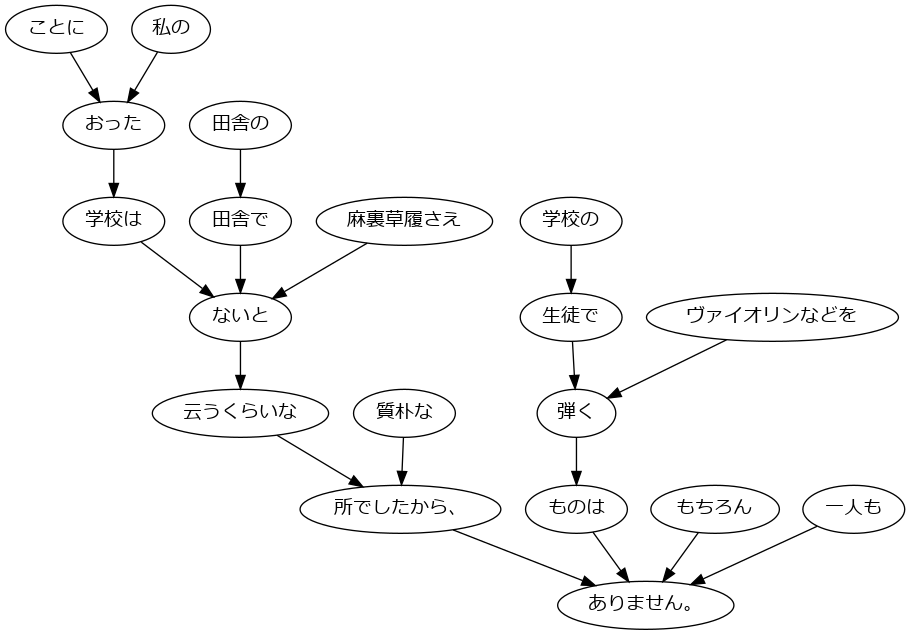 ことに
私の
おった
田舎の
学校は
田舎で
麻裏草履さえ
学校の
ないと
生徒で
ヴァイオリンなどを
云うくらいな
質朴な
弾く
所でしたから、
ものは
もちろん
一人も
ありません。